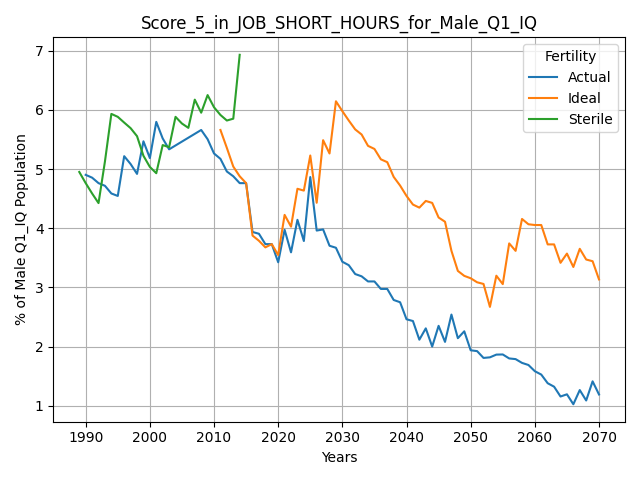 Score_5_in_JOB_SHORT_HOURS_for_Male_Q1_IQ
Fertility
Actual
Ideal
Sterile
% of Male Q1_IQ Population
7
6
5
4
3
2
1
1990 2000 2010 2020 2030 2040 2050 2060 2070
Years